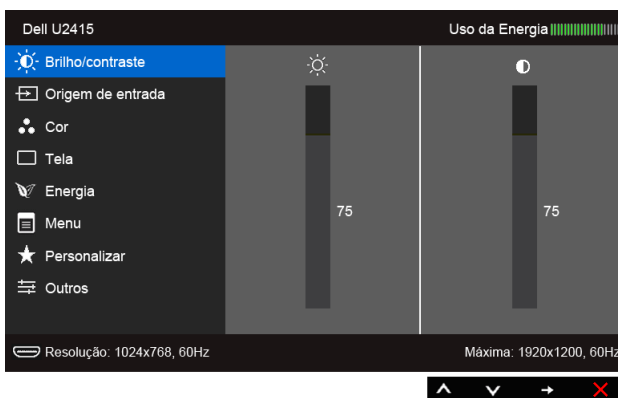 Dell U2415
Uso da Energia
Brilho/contraste
Origem de entrada
Cor
Tela
Energia
Menu
Personalizar
Outros
75
75
Resolução: 1024x768, 60Hz
Máxima: 1920x1200, 60Hz